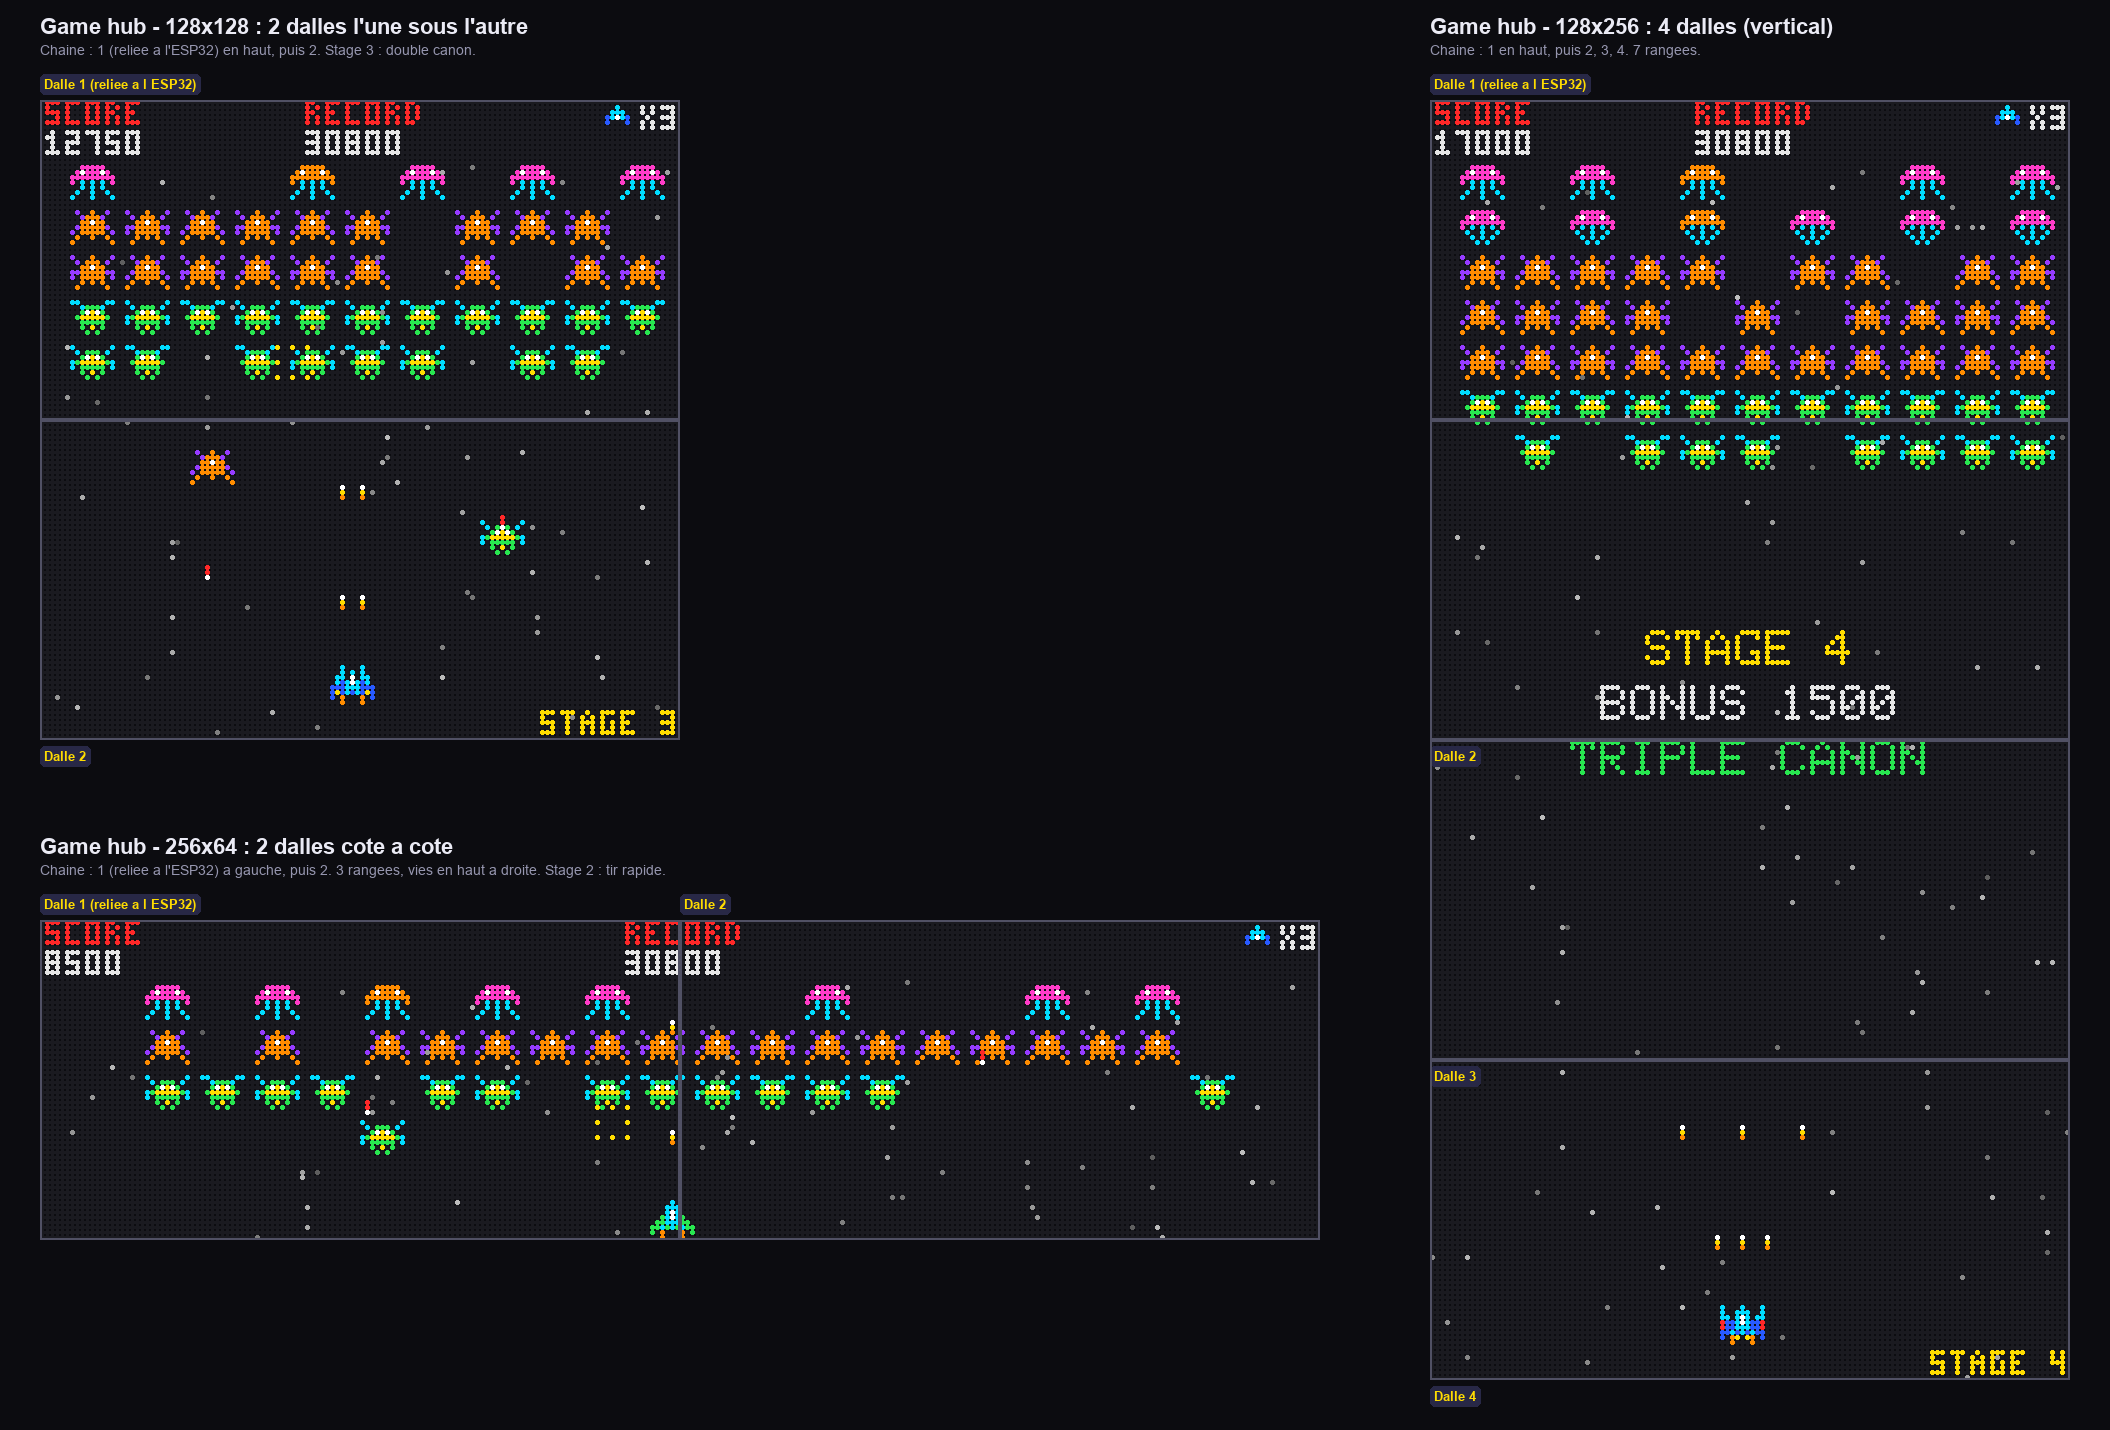 Game hub - 128x128 : 2 dalles l'une sous l'autre
Chaine : 1 (reliee a l'ESP32) en haut, puis 2. Stage 3 : double canon.
Dalle 1 (reliee a l ESP32)
SCORE RECORD X3
12750 30800
STAGE 3
Dalle 2
Game hub - 256x64 : 2 dalles cote a cote
Chaine : 1 (reliee a l'ESP32) a gauche, puis 2. 3 rangees, vies en haut a droite. Stage 2 : tir rapide.
Dalle 1 (reliee a l ESP32) Dalle 2
SCORE RECORD X3
8500 30800
Game hub - 128x256 : 4 dalles (vertical)
Chaine : 1 en haut, puis 2, 3, 4. 7 rangees.
Dalle 1 (reliee a l ESP32)
SCORE RECORD X3
17000 30800
STAGE 4
BONUS 1500
Dalle 2
TRIPLE CANON
Dalle 3
STAGE 4
Dalle 4